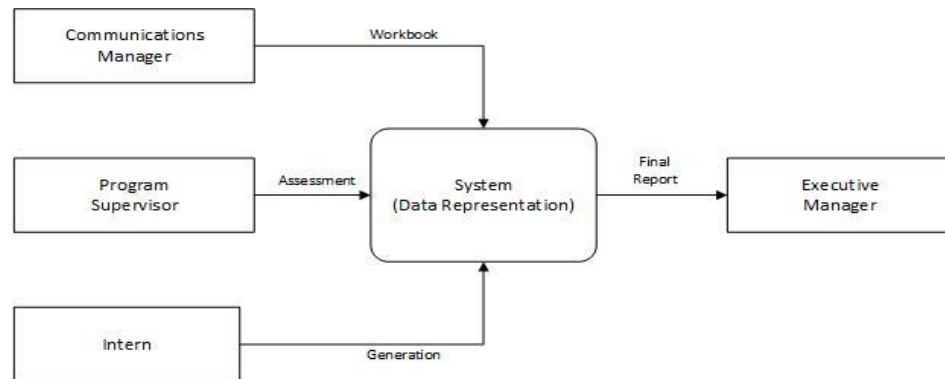 Communications
Manager
Workbook
Program
Supervisor
Assessment
System
(Data Representation)
Final
Report
Executive
Manager
Intern
Generation